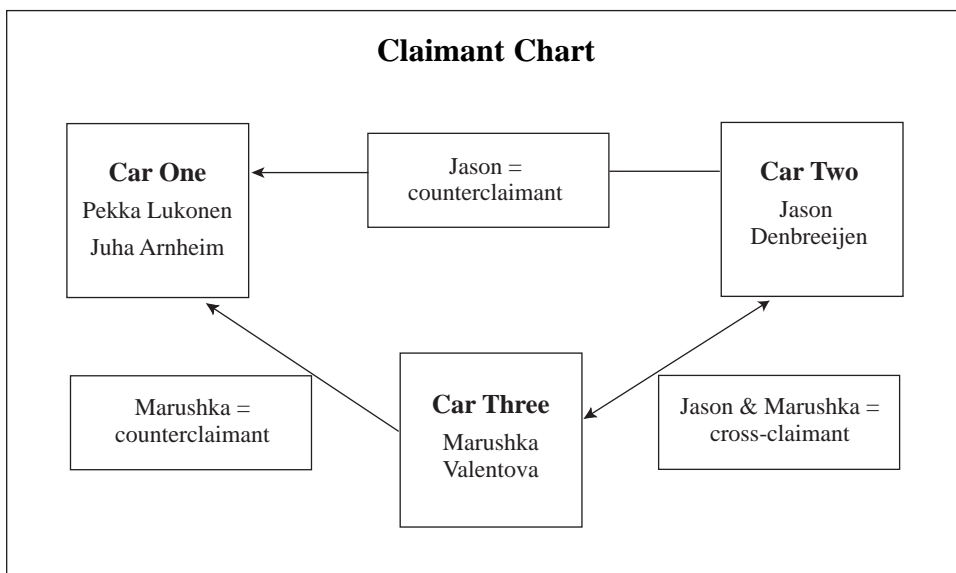 Claimant Chart
Car One
Pekka Lukonen
Juha Arnheim
Jason =
counterclaimant
Car Two
Jason
Denbreeijen
Marushka =
counterclaimant
Car Three
Marushka
Valentova
Jason & Marushka =
cross-claimant